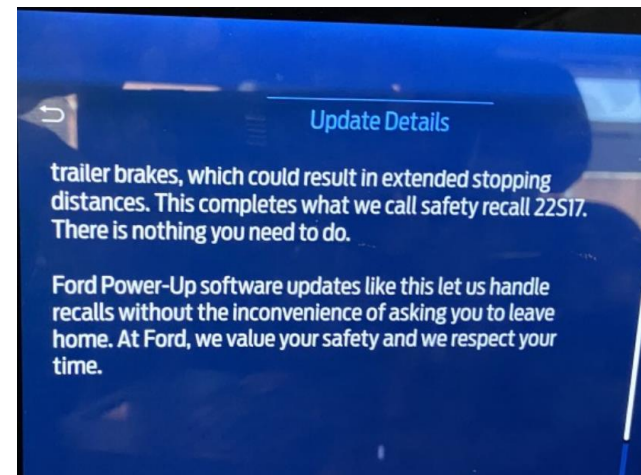 Update Details
trailer brakes, which could result in extended stopping
distances. This completes what we call safety recall 22S17.
There is nothing you need to do.
Ford Power-Up software updates like this let us handle
recalls without the inconvenience of asking you to leave
home. At Ford, we value your safety and we respect your
time.